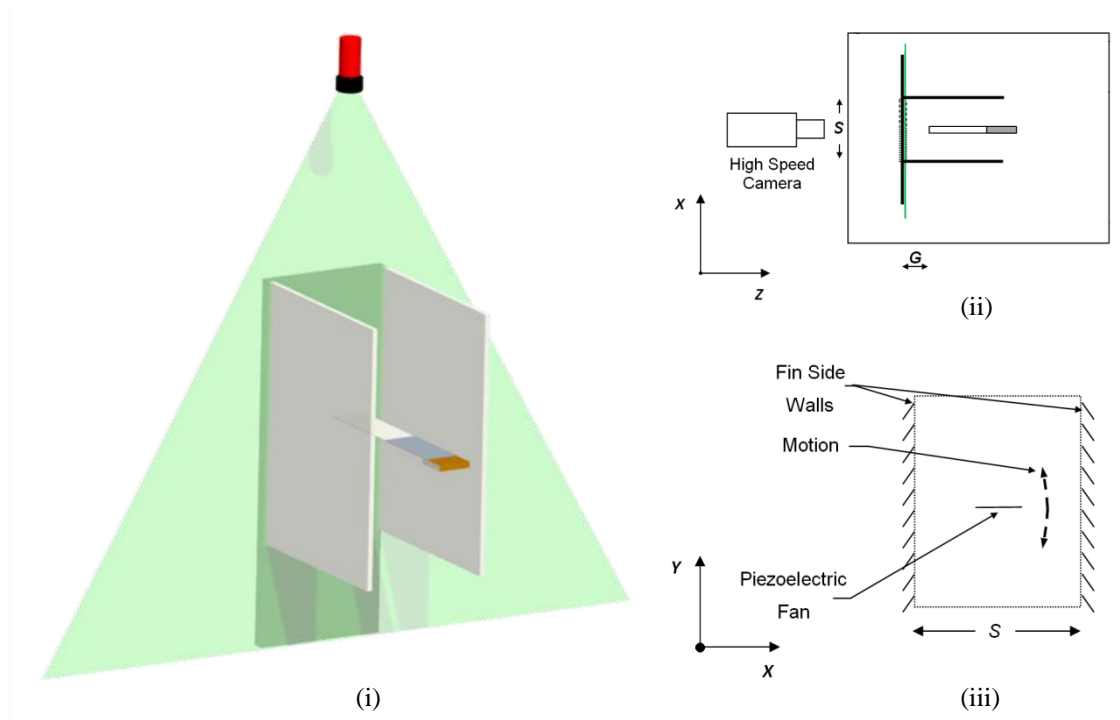 S
High Speed
Camera
X
Z
G
(ii)
Fin Side
Walls
Motion
Piezoelectric
Fan
Y
X
S
(i)
(iii)